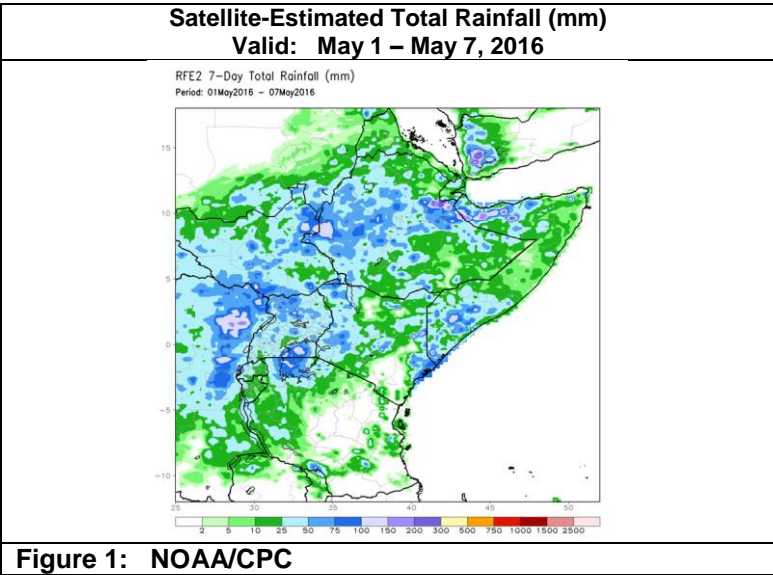 Satellite-Estimated Total Rainfall (mm)
Valid: May 1 – May 7, 2016
RFE2 7-Day Total Rainfall (mm)
Period: 01May2016 - 07May2016
15
10
5
0
-5
-10
25 30 35 40 45 50
2 5 10 25 50 75 100 150 200 300 500 750 1000 1500 2500
Figure 1: NOAA/CPC